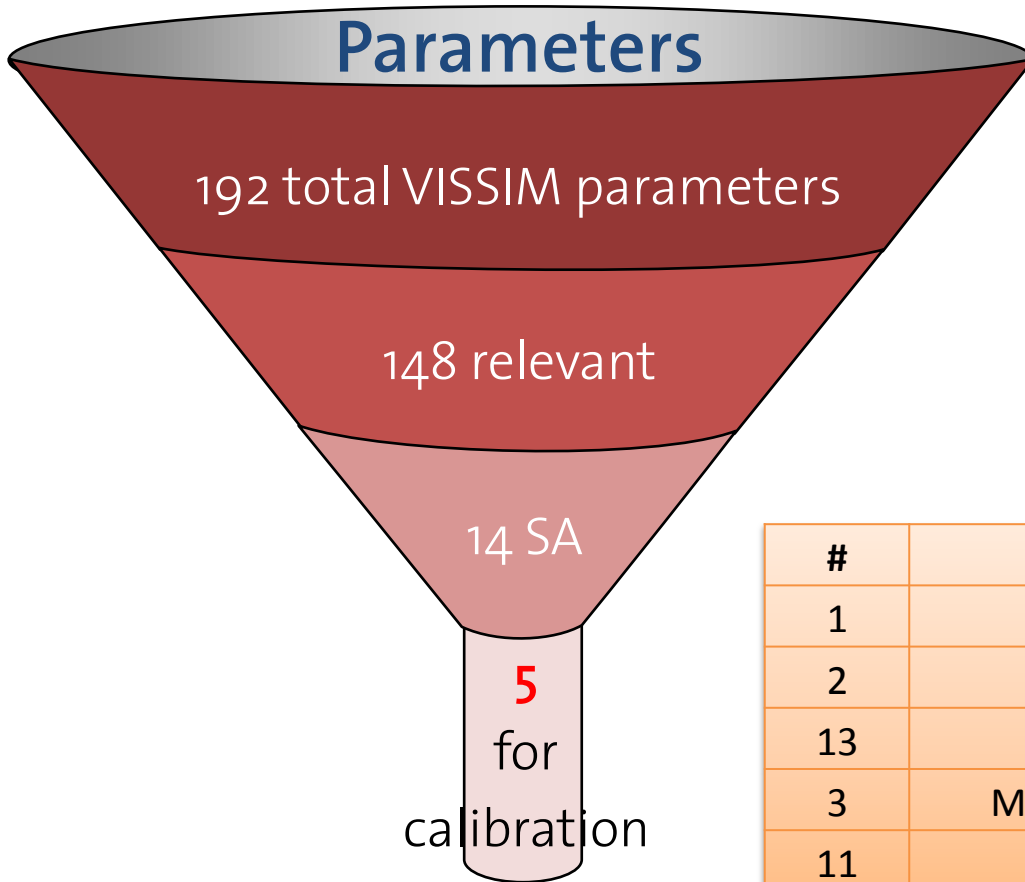 Parameters
192 total VISSIM parameters
148 relevant
14 SA
5
for
calibration
#
1
2
13
3 M
11